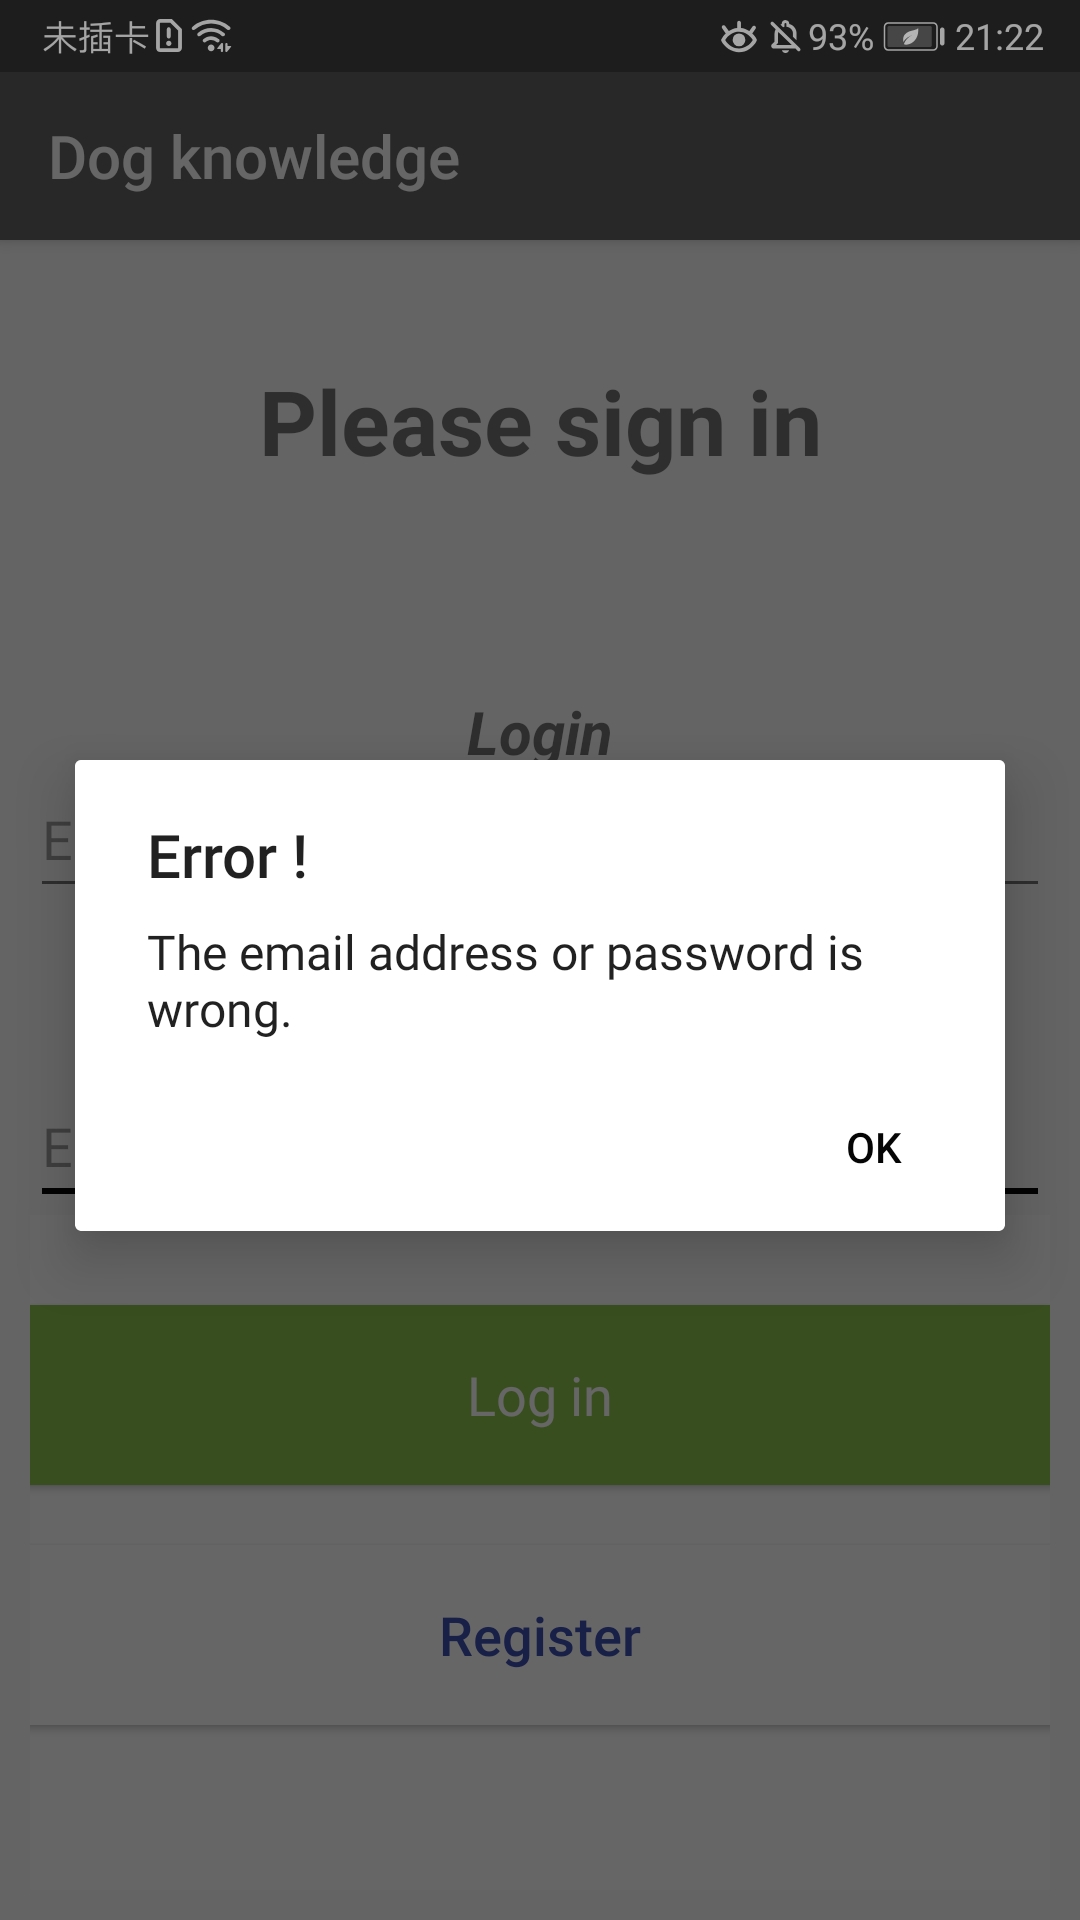 未插卡 93% 21:22
Dog knowledge
Please sign in
Login
E
Error !
The email address or password is
wrong.
E
OK
Log in
Register